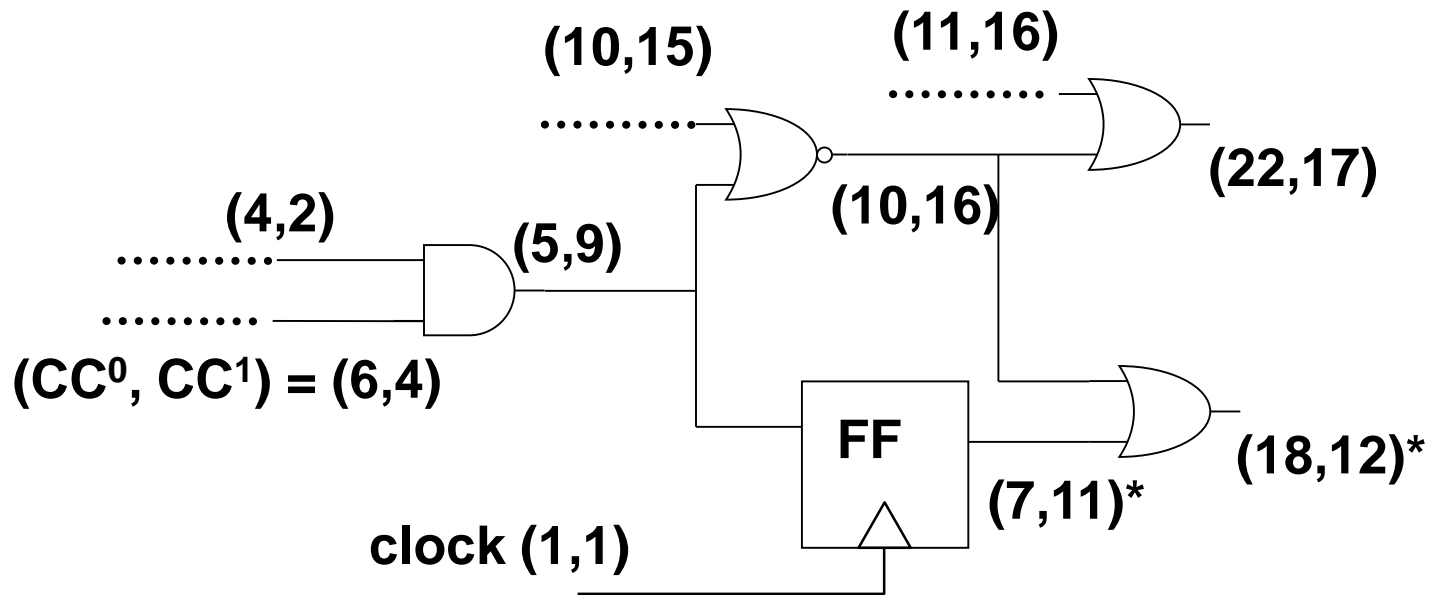 (10,15)
(11,16)
(22,17)
(10,16)
(4,2)
(5,9)
(CC⁰, CC¹) = (6,4)
FF
(18,12)*
(7,11)*
clock (1,1)